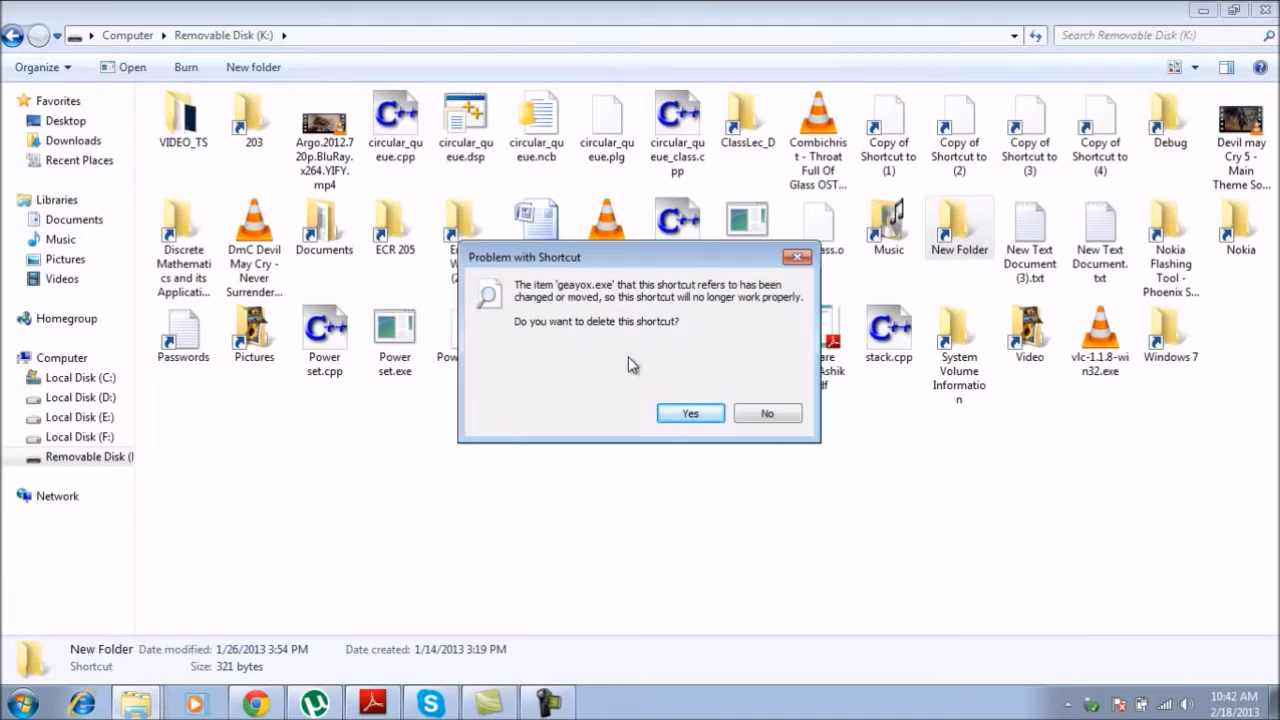 Computer
Removable Disk (K:)
Search Removable Disk (K:)
Organize
Open
Burn
New folder
Favorites
Desktop
Downloads
Recent Places
Libraries
Documents
Music
Pictures
Videos
Homegroup
Computer
Local Disk (C:)
Local Disk (D:)
Local Disk (E:)
Local Disk (F:)
Removable Disk (
Network
VIDEO_TS
203
Argo.2012.7
20p.BluRay.
x264.YIFY.
mp4
circular_qu
eue.cpp
circular_qu
eue.dsp
circular_qu
eue.ncb
circular_qu
eue.plg
circular_qu
eue_class.c
pp
ClassLec_D
Combichris
t - Throat
Full Of
Glass OST...
Copy of
Shortcut to
(1)
Copy of
Shortcut to
(2)
Copy of
Shortcut to
(3)
Copy of
Shortcut to
(4)
Debug
Devil may
Cry 5 -
Main
Theme So...
Discrete
Mathemati
cs and its
Applicati...
DmC Devil
May Cry -
Never
Surrender...
Documents
ECR 205
Music
New Folder
New Text
Document
(3).txt
New Text
Document.
txt
Nokia
Flashing
Tool -
Phoenix S...
Nokia
Passwords
Pictures
Power
set.cpp
Power
set.exe
stack.cpp
System
Volume
Informatio
n
Video
vlc-1.1.8-wi
n32.exe
Windows 7
Problem with Shortcut
The item 'geayox.exe' that this shortcut refers to has been
changed or moved, so this shortcut will no longer work properly.
Do you want to delete this shortcut?
Yes
No
New Folder
Date modified: 1/26/2013 3:54 PM
Date created: 1/14/2013 3:19 PM
Shortcut
Size: 321 bytes
10:42 AM
2/18/2013